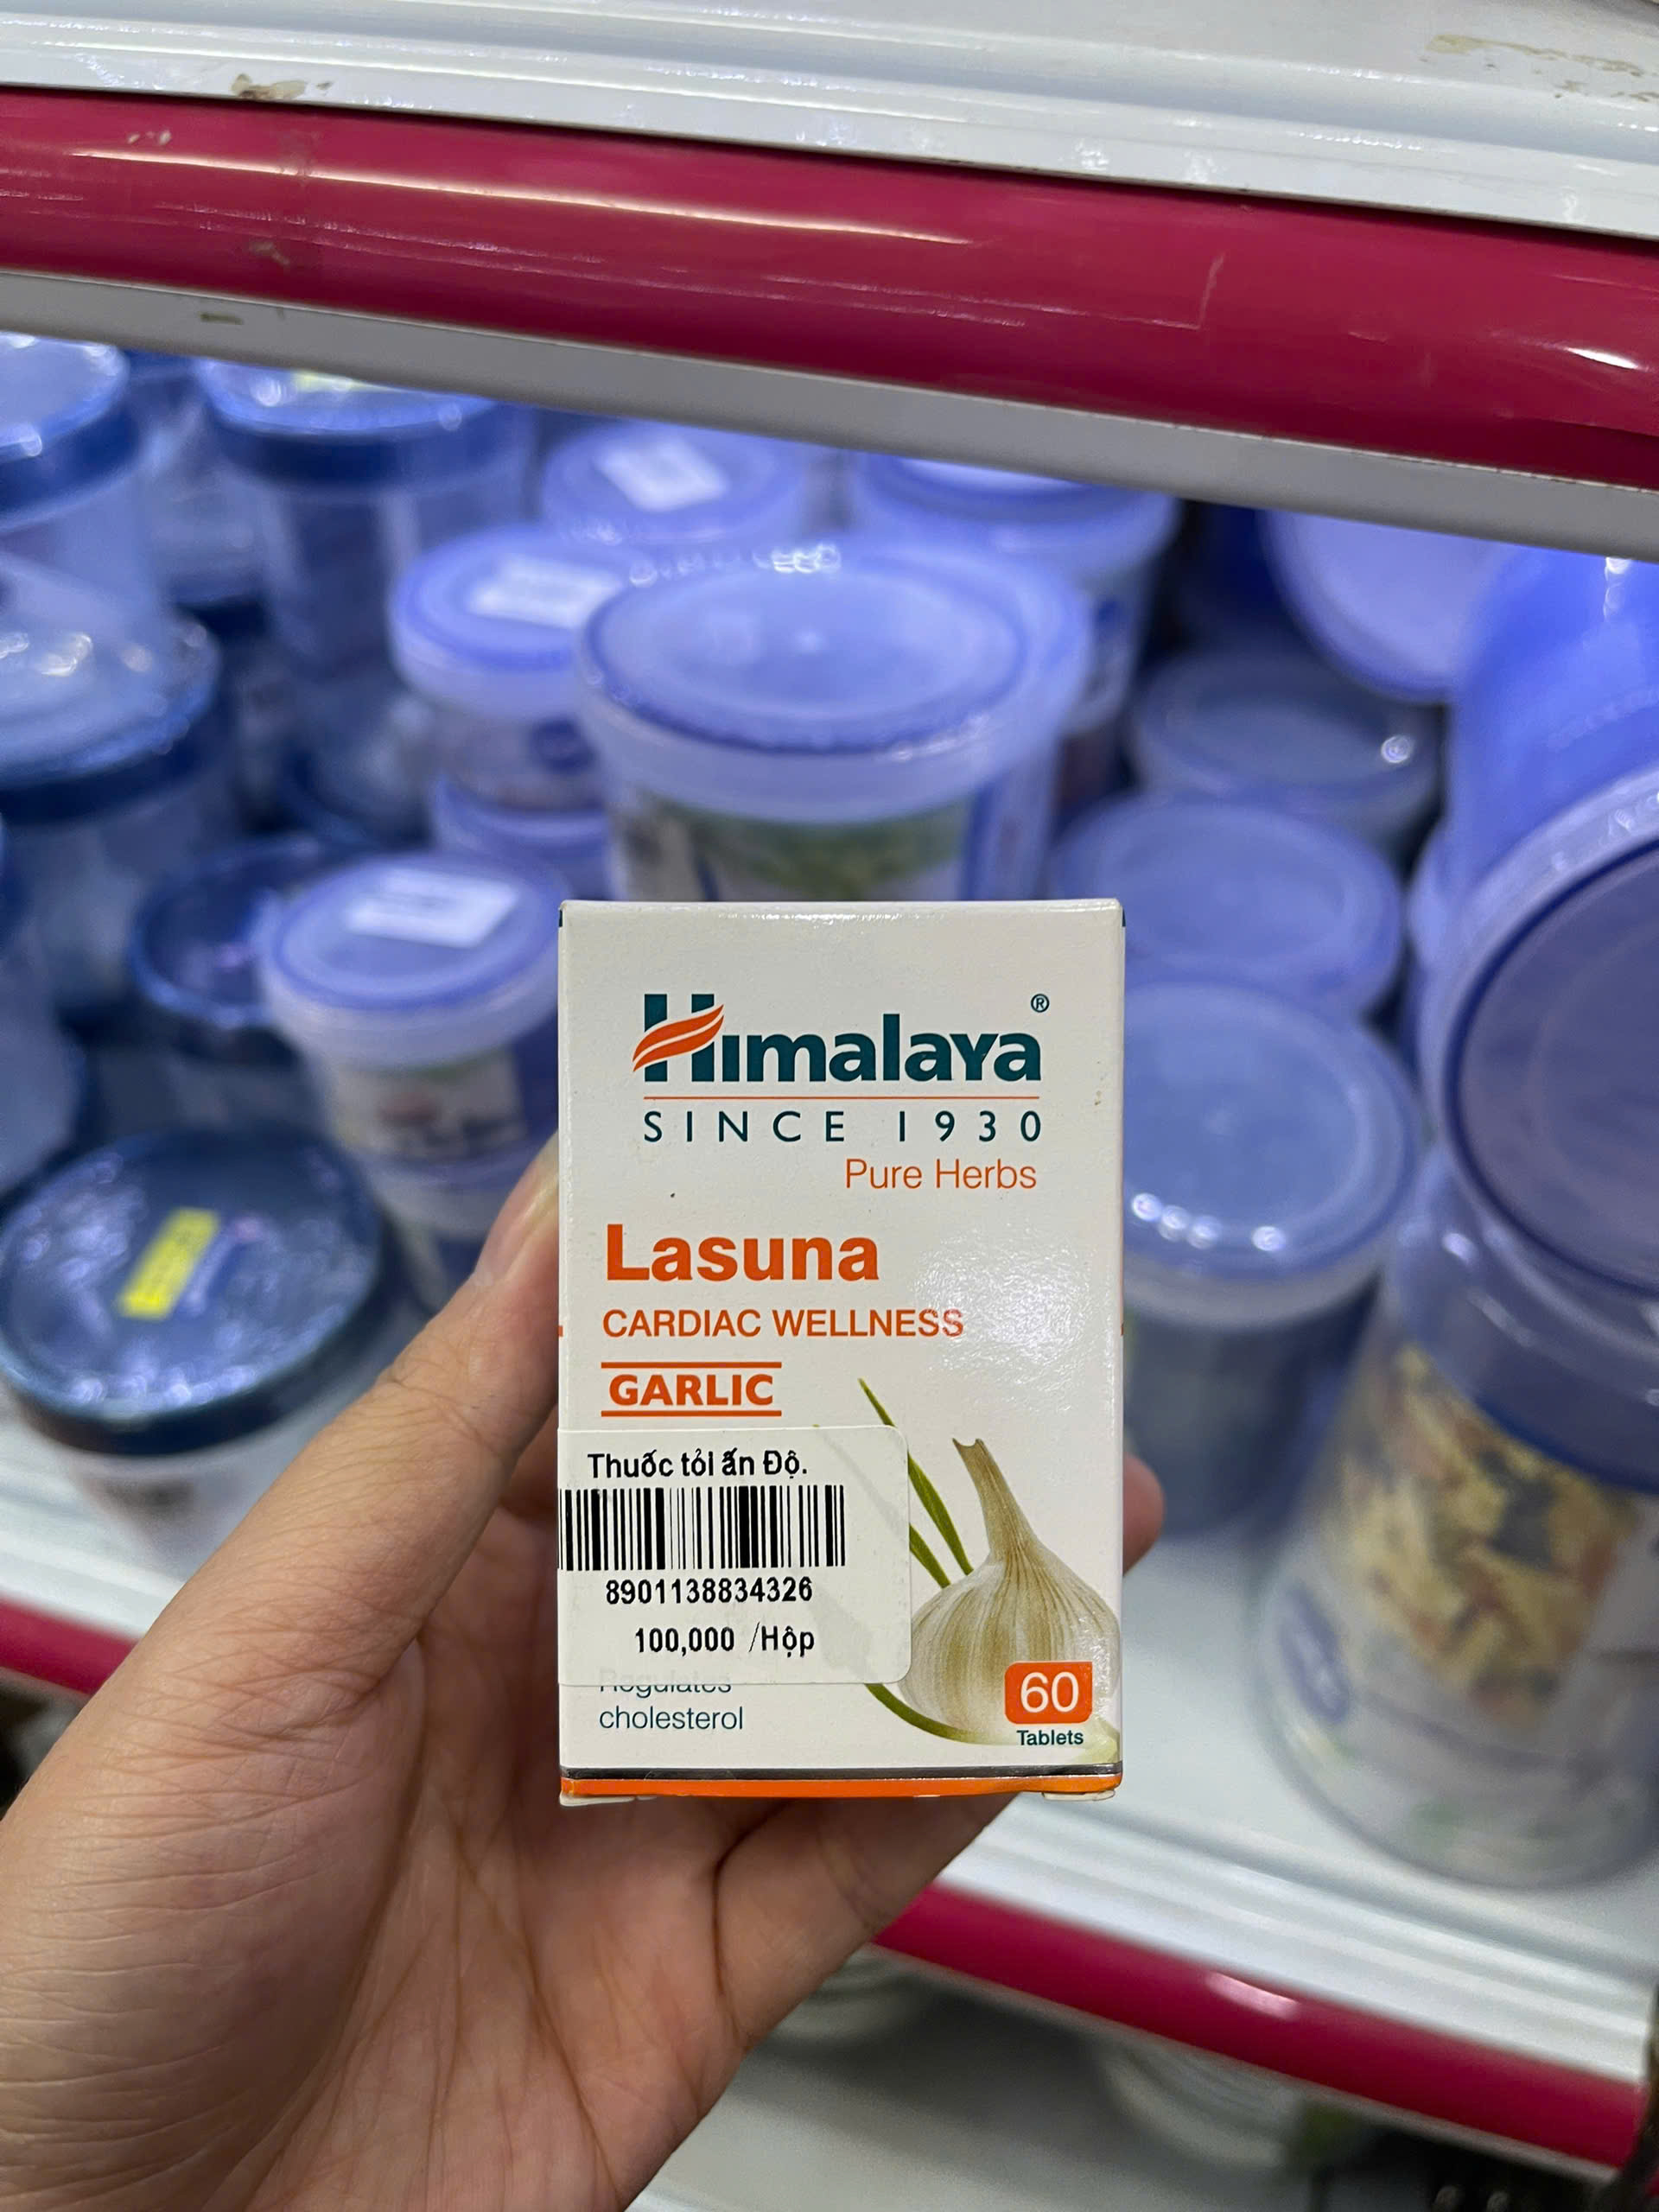 Himalaya®
SINCE 1930
Pure Herbs
Lasuna
CARDIAC WELLNESS
GARLIC
Thuốc tỏi ấn Độ.
8901138834326
100,000 /Hộp
Regulates
cholesterol
60
Tablets